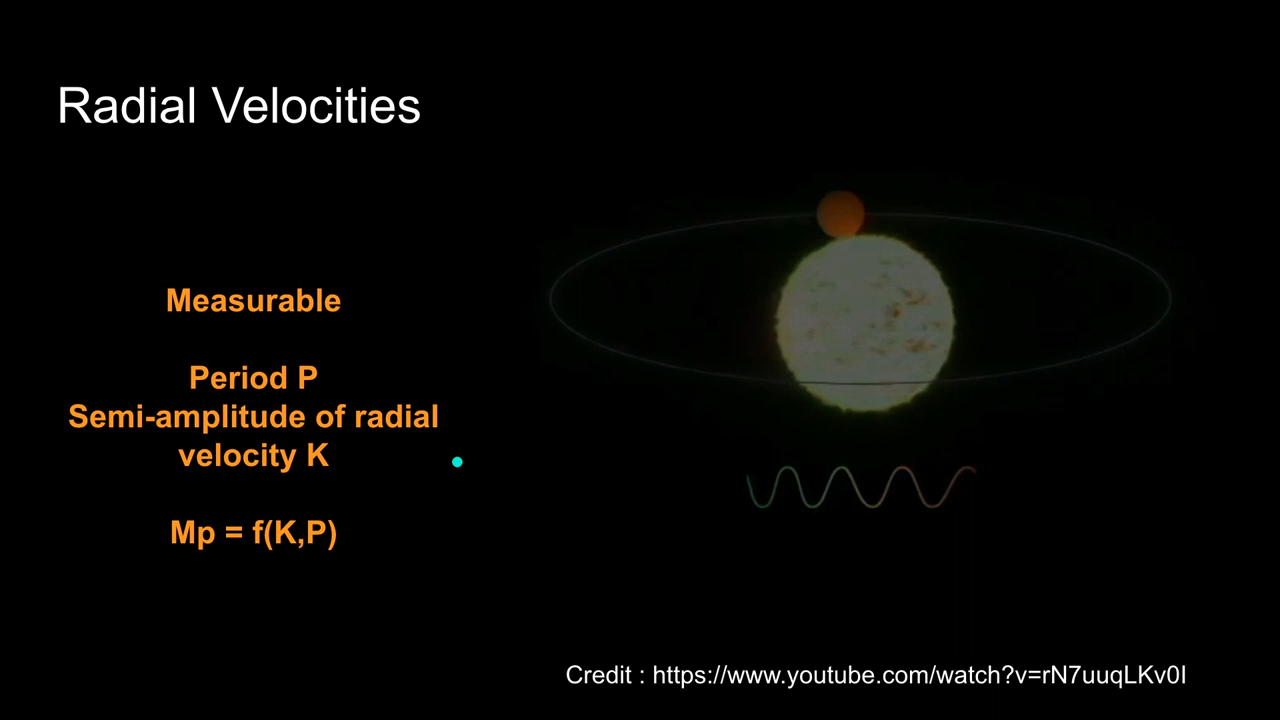 Radial Velocities
Measurable
Period P
Semi-amplitude of radial
velocity K
Mp = f(K,P)
Credit : https://www.youtube.com/watch?v=rN7uuqLKv0I